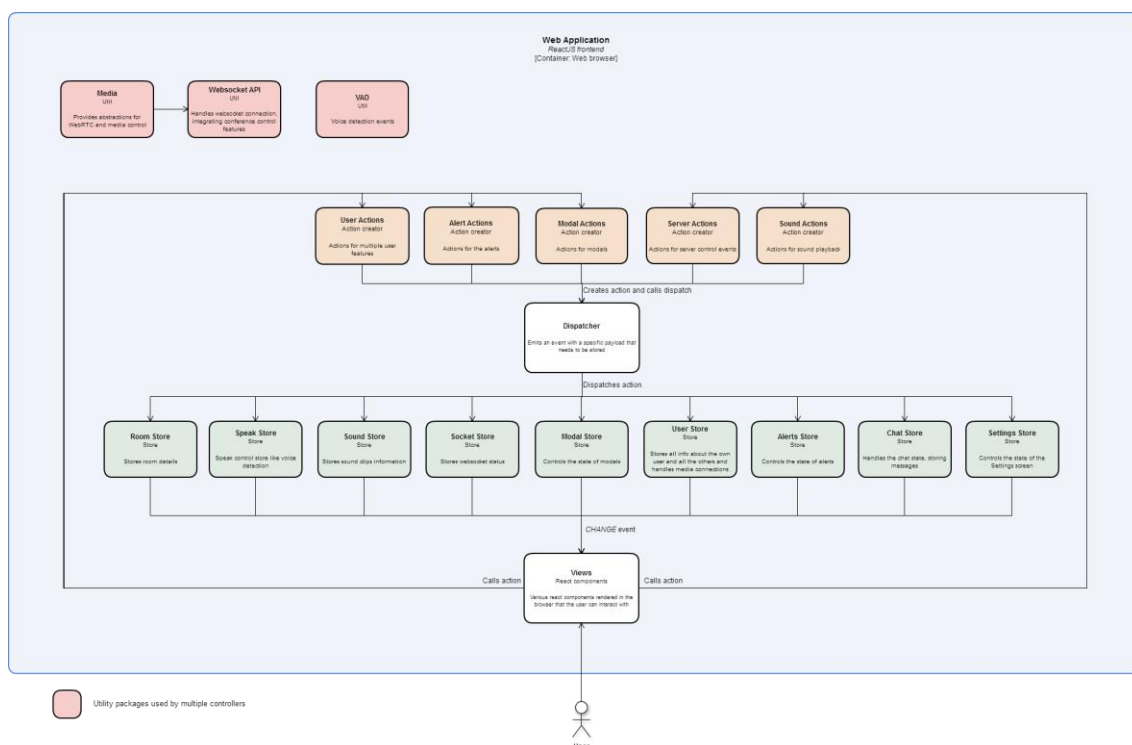 Web Application
ReactJS frontend
[Container: Web browser]
Media
Util
Provides abstractions for
WebRTC and media control
Websocket API
Util
Handles websocket connection,
integrating conference control
features
VAD
Util
Voice detection events
User Actions
Action creator
Actions for multiple user
features
Alert Actions
Action creator
Actions for the alerts
Modal Actions
Action creator
Actions for modals
Server Actions
Action creator
Actions for server control events
Sound Actions
Action creator
Actions for sound playback
Creates action and calls dispatch
Dispatcher
Emits an event with a specific payload that
needs to be stored
Dispatches action
Room Store
Store
Stores room details
Speak Store
Store
Speak control store like voice
detection
Sound Store
Store
Stores sound clips information
Socket Store
Store
Stores websocket status
Modal Store
Store
Controls the state of modals
User Store
Store
Stores all info about the own
user and all the others and
handles media connections
Alerts Store
Store
Controls the state of alerts
Chat Store
Store
Handles the chat state, storing
messages
Settings Store
Store
Controls the state of the
Settings screen
CHANGE event
Calls action
Views
React components
Various react components rendered in the
browser that the user can interact with
Calls action
Utility packages used by multiple controllers